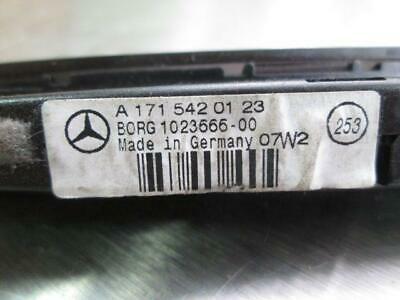 A 171 542 01 23
BORG 1023666-00
Made in Germany 07W2
253